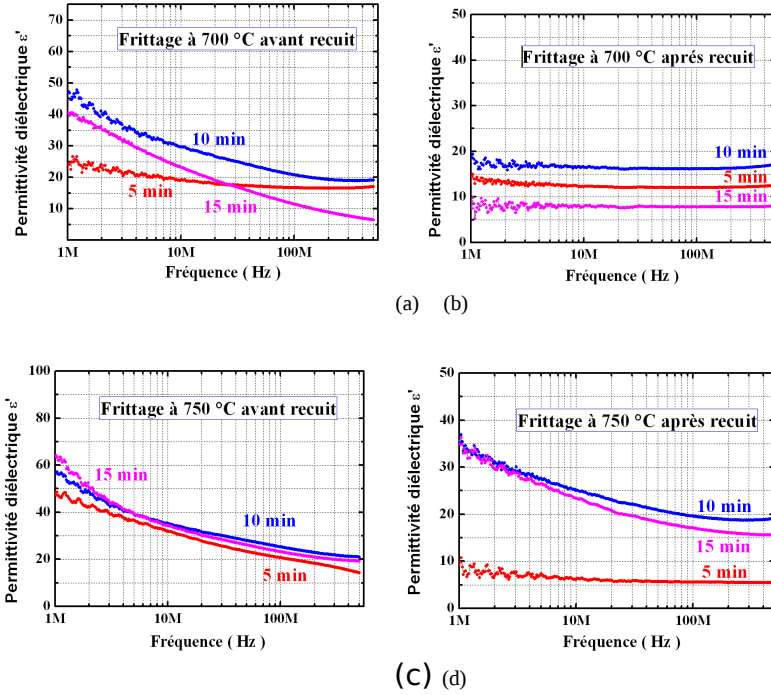 Permittivité diélectrique ε'
70
60
50
40
30
20
10
Frittage à 700 °C avant recuit
10 min
5 min
15 min
1M 10M 100M
Fréquence ( Hz )
Permittvité diélectrique ε'
50
40
30
20
10
0
Frittage à 700 °C aprés recuit
10 min
5 min
15 min
1M 10M 100M
Fréquence ( Hz )
(a) (b)
Permittivité diélectrique ε'
100
80
60
40
20
0
Frittage à 750 °C avant recuit
15 min
10 min
5 min
1M 10M 100M
Fréquence ( Hz )
Permittivité diélectrique ε'
50
40
30
20
10
0
Frittage à 750 °C après recuit
10 min
15 min
5 min
1M 10M 100M
Fréquence ( Hz )
(c) (d)